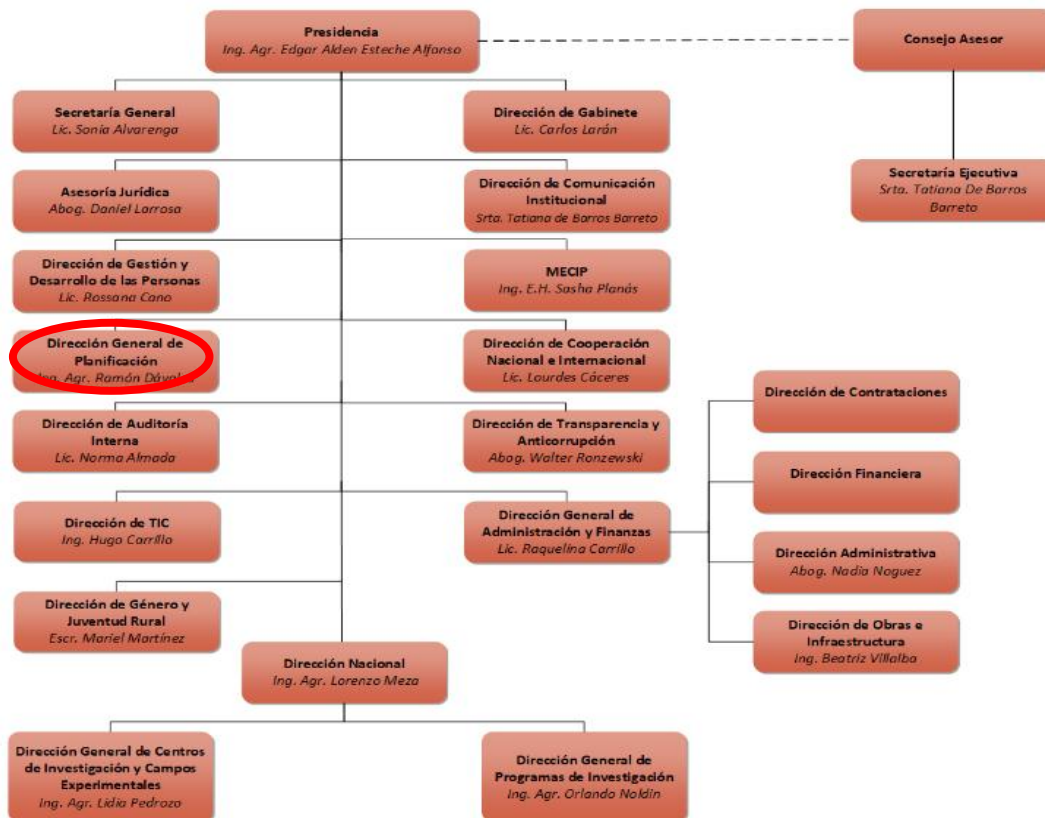 Presidencia
Ing. Agr. Edgar Alden Esteche Alfonso
Consejo Asesor
Secretaría General
Lic. Sonia Alvarenga
Dirección de Gabinete
Lic. Carlos Larán
Secretaría Ejecutiva
Srta. Tatiana De Barros
Barreto
Asesoría Jurídica
Abog. Daniel Larrosa
Dirección de Comunicación
Institucional
Srta. Tatiana de Barros Barreto
Dirección de Gestión y
Desarrollo de las Personas
Lic. Rossana Cano
MECIP
Ing. E.H. Sasha Planás
Dirección General de
Planificación
Ing. Agr. Ramón
Dirección de Cooperación
Nacional e Internacional
Lic. Lourdes Cáceres
Dirección de Contrataciones
Dirección de Auditoría
Interna
Lic. Norma Almada
Dirección de Transparencia y
Anticorrupción
Abog. Walter Ronzewski
Dirección Financiera
Dirección de TIC
Ing. Hugo Carrillo
Dirección General de
Administración y Finanzas
Lic. Raquelina Carrillo
Dirección Administrativa
Abog. Nadia Noguez
Dirección de Género y
Juventud Rural
Escr. Mariel Martínez
Dirección de Obras e
Infraestructura
Ing. Beatriz Villalba
Dirección Nacional
Ing. Agr. Lorenzo Meza
Dirección General de Centros
de Investigación y Campos
Experimentales
Ing. Agr. Lidia Pedrozo
Dirección General de
Programas de Investigación
Ing. Agr. Orlando Noldin